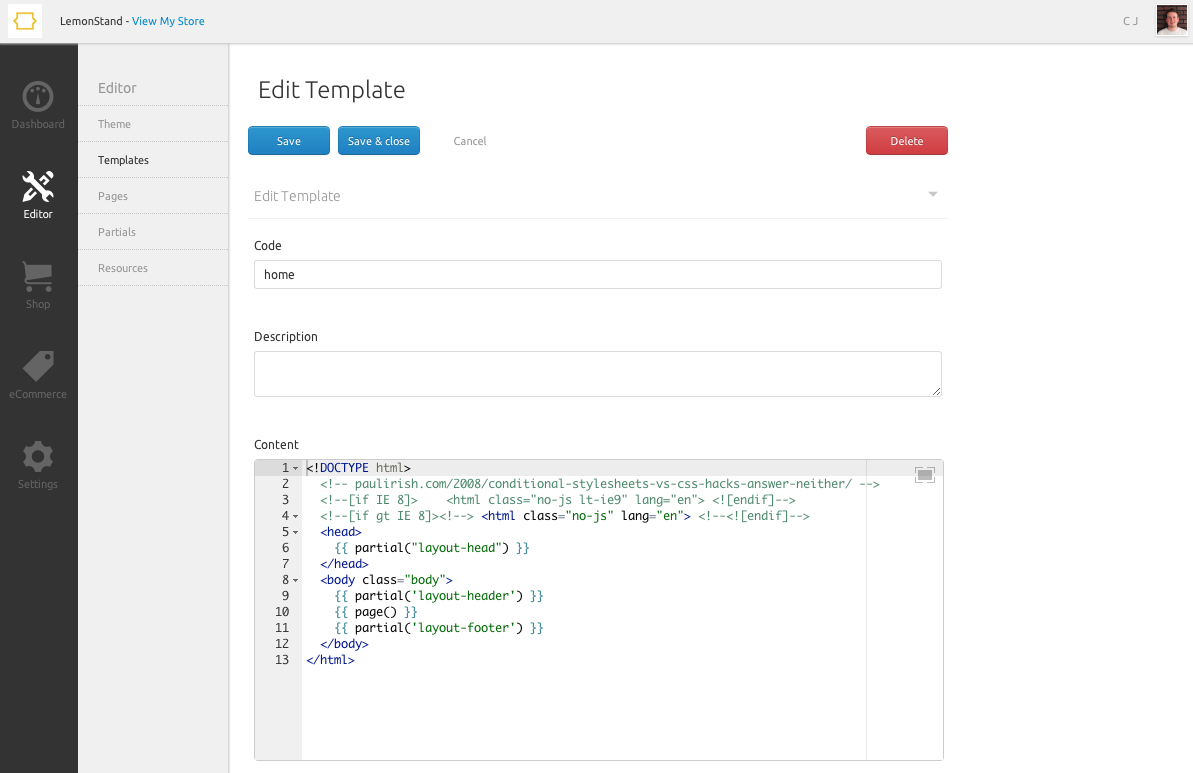 LemonStand - View My Store
C J
Dashboard
Editor
Shop
eCommerce
Settings
Editor
Theme
Templates
Pages
Partials
Resources
Edit Template
Save
Save & close
Cancel
Delete
Edit Template
Code
home
Description
Content
1 <!DOCTYPE html>
2 <!-- paulirish.com/2008/conditional-stylesheets-vs-css-hacks-answer-neither/ -->
3 <!--[if IE 8]>    <html class="no-js lt-ie9" lang="en"> <![endif]-->
4 <!--[if gt IE 8]><!--> <html class="no-js" lang="en"> <!--<![endif]-->
5 <head>
6 {{ partial("layout-head") }}
7 </head>
8 <body class="body">
9 {{ partial('layout-header') }}
10 {{ page() }}
11 {{ partial('layout-footer') }}
12 </body>
13 </html>